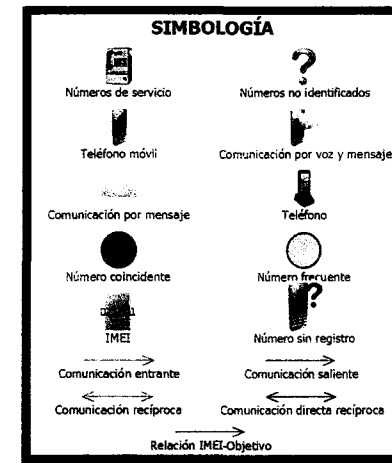 SIMBOLOGÍA
Números de servicio
Números no identificados
Teléfono móvil
Comunicación por voz y mensaje
Comunicación por mensaje
Teléfono
Número coincidente
Número frecuente
IMEI
Número sin registro
Comunicación entrante
Comunicación saliente
Comunicación recíproca
Comunicación directa recíproca
Relación IMEI-Objetivo